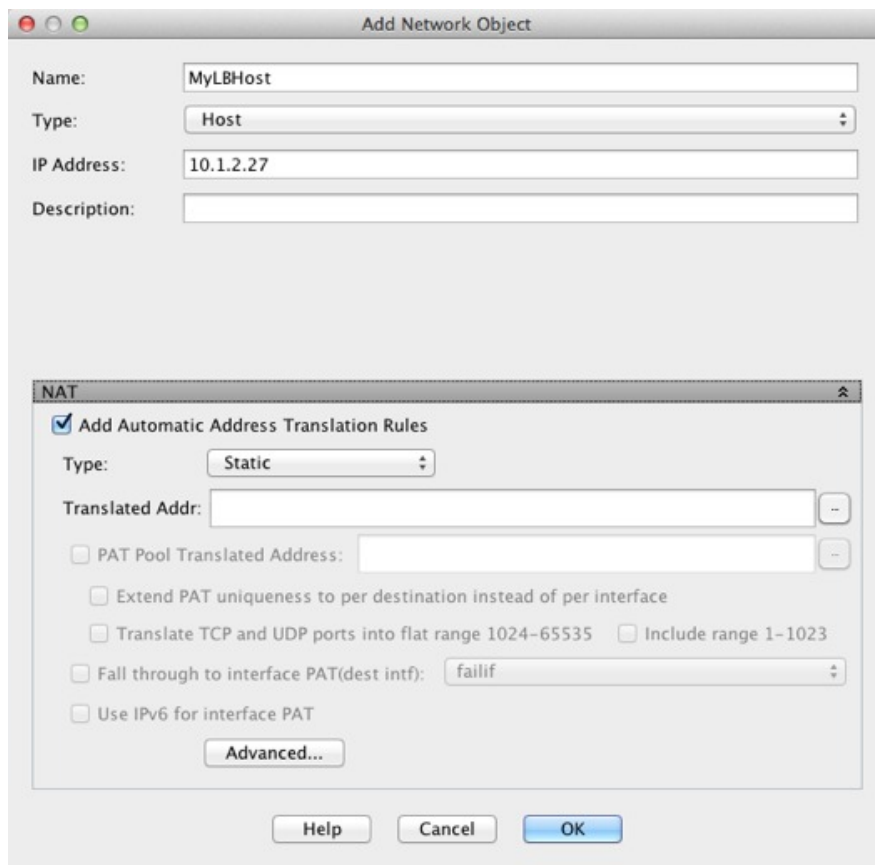 Add Network Object
Name: MyLBHost
Type: Host
IP Address: 10.1.2.27
Description:
NAT
Add Automatic Address Translation Rules
Type: Static
Translated Addr: --
PAT Pool Translated Address: --
Extend PAT uniqueness to per destination instead of per interface
Translate TCP and UDP ports into flat range 1024-65535 Include range 1-1023
Fall through to interface PAT(dest intf): failif
Use IPv6 for interface PAT
Advanced...
Help Cancel OK